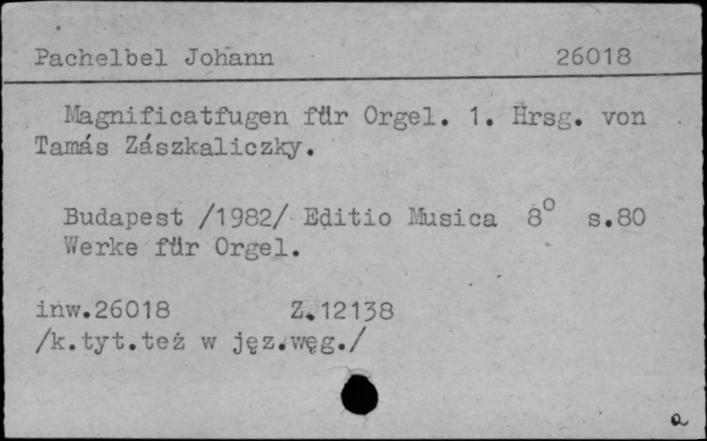 Pachelbel Johann 26018
Magnificatfugen für Orgel. 1. Hrsg. von
Tamás Zászkaliczky.
Budapest /1982/ Editio Musica 8° s.80
Werke für Orgel.
inw.26018 Z.12138
/k.tyt.też w jęz.węg./
a